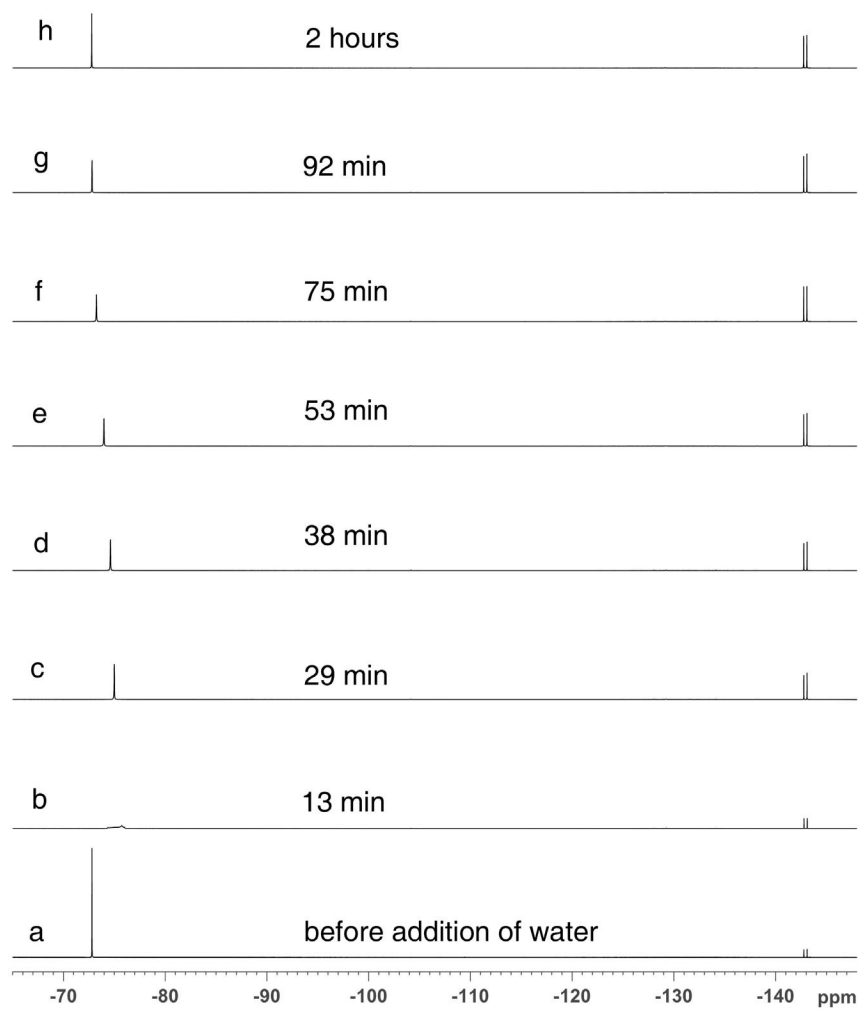 h 2 hours
g 92 min
f 75 min
e 53 min
d 38 min
c 29 min
b 13 min
a before addition of water
-70 -80 -90 -100 -110 -120 -130 -140 ppm